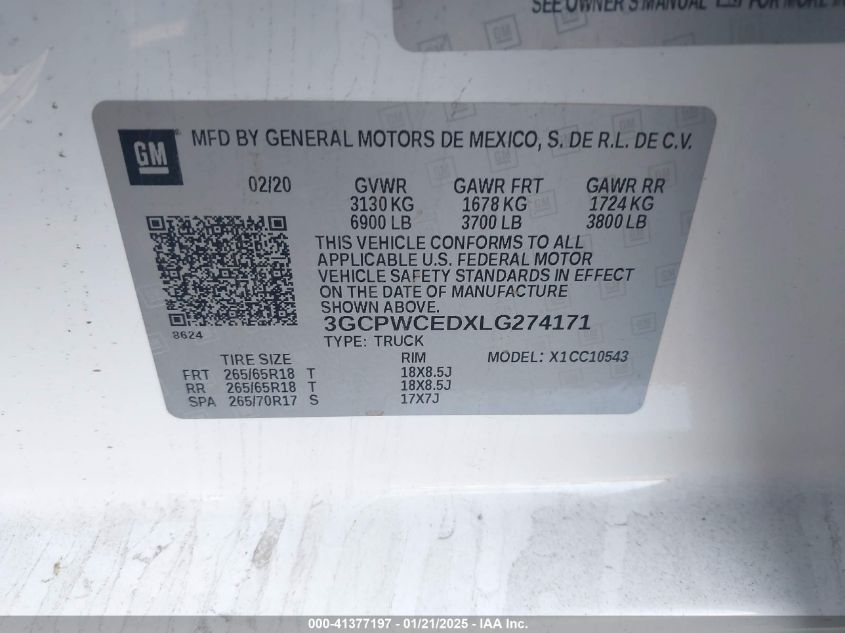 SEE OWNER'S MANUAL
FOR MORE
GM
MFD BY GENERAL MOTORS DE MEXICO, S. DE R.L. DE C.V.
02/20 GVWR GAWR FRT GAWR RR
3130 KG 1678 KG 1724 KG
6900 LB 3700 LB 3800 LB
THIS VEHICLE CONFORMS TO ALL
APPLICABLE U.S. FEDERAL MOTOR
VEHICLE SAFETY STANDARDS IN EFFECT
ON THE DATE OF MANUFACTURE
SHOWN ABOVE.
8624
3GCPWCEDXLG274171
TYPE: TRUCK MODEL: X1CC10543
TIRE SIZE RIM
FRT 265/65R18 T 18X8.5J
RR 265/65R18 T 18X8.5J
SPA 265/70R17 S 17X7J
000-41377197 - 01/21/2025 - IAA Inc.